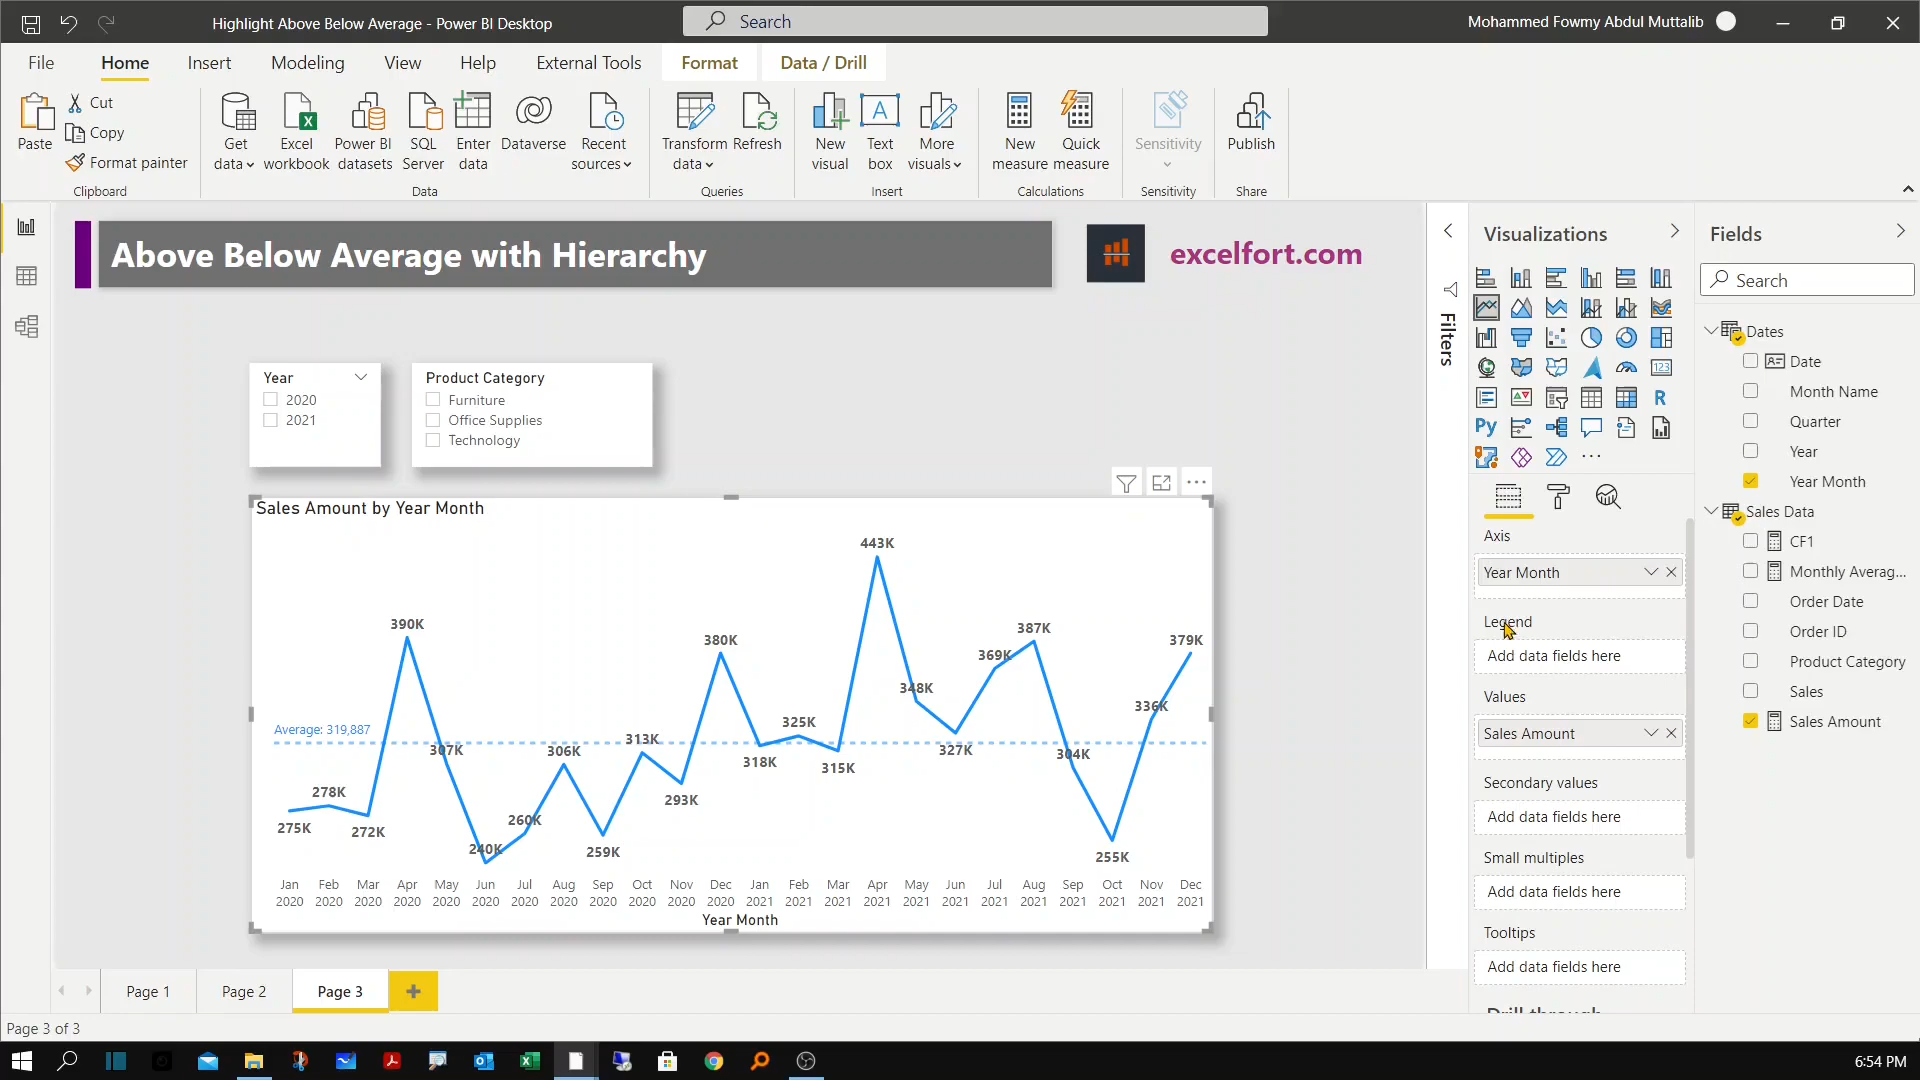 Highlight Above Below Average - Power BI Desktop
Search
Mohammed Fowmy Abdul Muttalib
File
Home
Insert
Modeling
View
Help
External Tools
Format
Data / Drill
Paste
Cut
Copy
Format painter
Clipboard
Get data
Excel workbook
Power BI datasets
SQL Server
Enter data
Dataverse
Recent sources
Data
Transform data
Refresh
Queries
New visual
Text box
More visuals
Insert
New measure
Quick measure
Calculations
Sensitivity
Sensitivity
Publish
Share
Above Below Average with Hierarchy
excelfort.com
Year
2020
2021
Product Category
Furniture
Office Supplies
Technology
Sales Amount by Year Month
Average: 319,887
275K
278K
272K
390K
307K
240K
260K
306K
259K
313K
293K
380K
318K
325K
315K
443K
348K
327K
369K
387K
304K
255K
336K
379K
Jan Feb Mar Apr May Jun Jul Aug Sep Oct Nov Dec Jan Feb Mar Apr May Jun Jul Aug Sep Oct Nov Dec
2020 2020 2020 2020 2020 2020 2020 2020 2020 2020 2020 2020 2021 2021 2021 2021 2021 2021 2021 2021 2021 2021 2021 2021
Year Month
Filters
Visualizations
123
R
Py
Axis
Year Month
Legend
Add data fields here
Values
Sales Amount
Secondary values
Add data fields here
Small multiples
Add data fields here
Tooltips
Add data fields here
Drill through
Fields
Search
Dates
Date
Month Name
Quarter
Year
Year Month
Sales Data
CF1
Monthly Averag...
Order Date
Order ID
Product Category
Sales
Sales Amount
Page 1
Page 2
Page 3
Page 3 of 3
6:54 PM